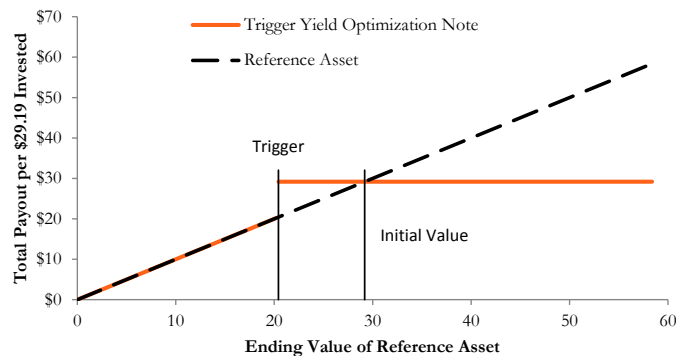 Trigger Yield Optimization Note
Reference Asset
Total Payout per $29.19 Invested
$70
$60
$50
$40
$30
$20
$10
$0
Trigger
Initial Value
0
10
20
30
40
50
60
Ending Value of Reference Asset